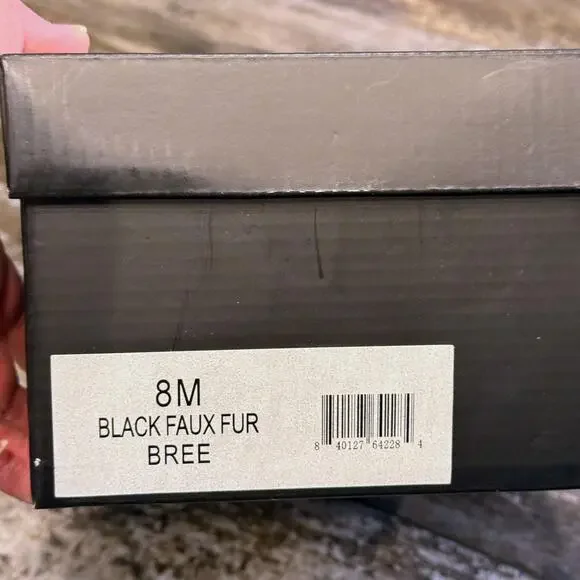 8M
BLACK FAUX FUR
BREE
8 40127 64228 4